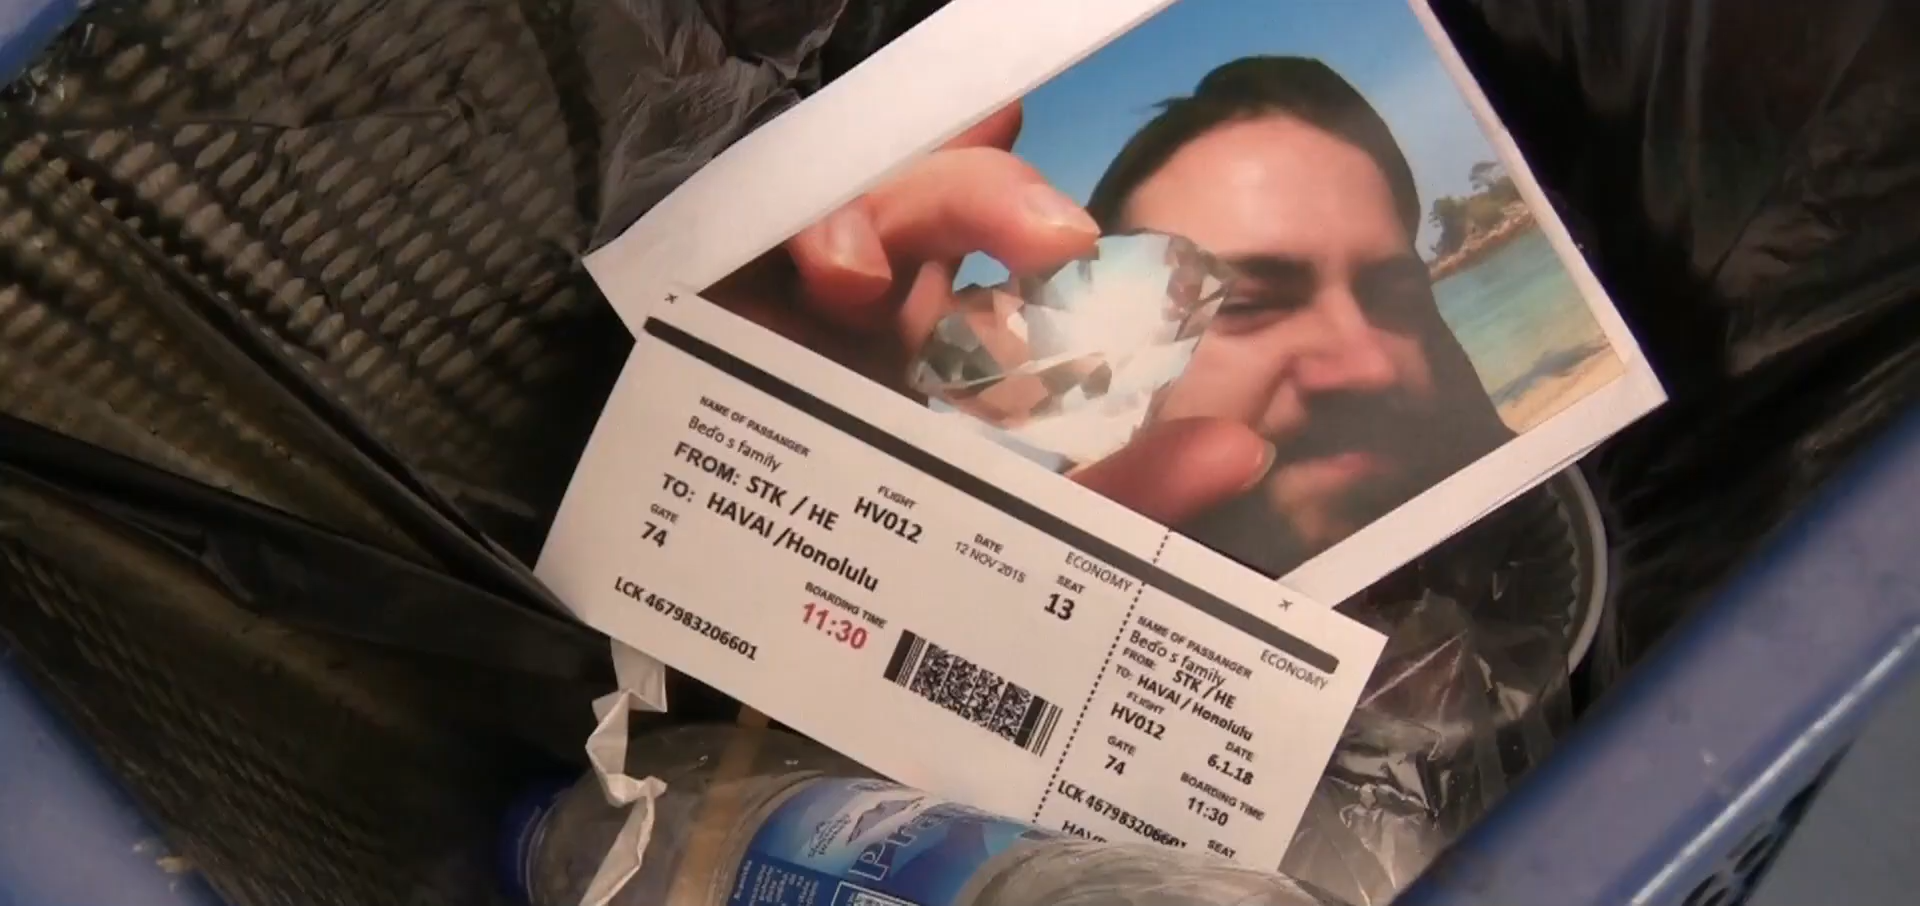 NAME OF PASSANGER
Beďo s family
FROM: STK / HE
TO: HAVAI /Honolulu
FLIGHT
HV012
DATE
12 NOV 2015
ECONOMY
SEAT
13
GATE
74
BOARDING TIME
11:30
LCK 467983206601
ECONOMY
NAME OF PASSANGER
Beďo s family
FROM: STK /HE
TO: HAVAI / Honolulu
FLIGHT
HV012
DATE
6.1.18
GATE
74
BOARDING TIME
11:30
LCK 467983206601
SEAT